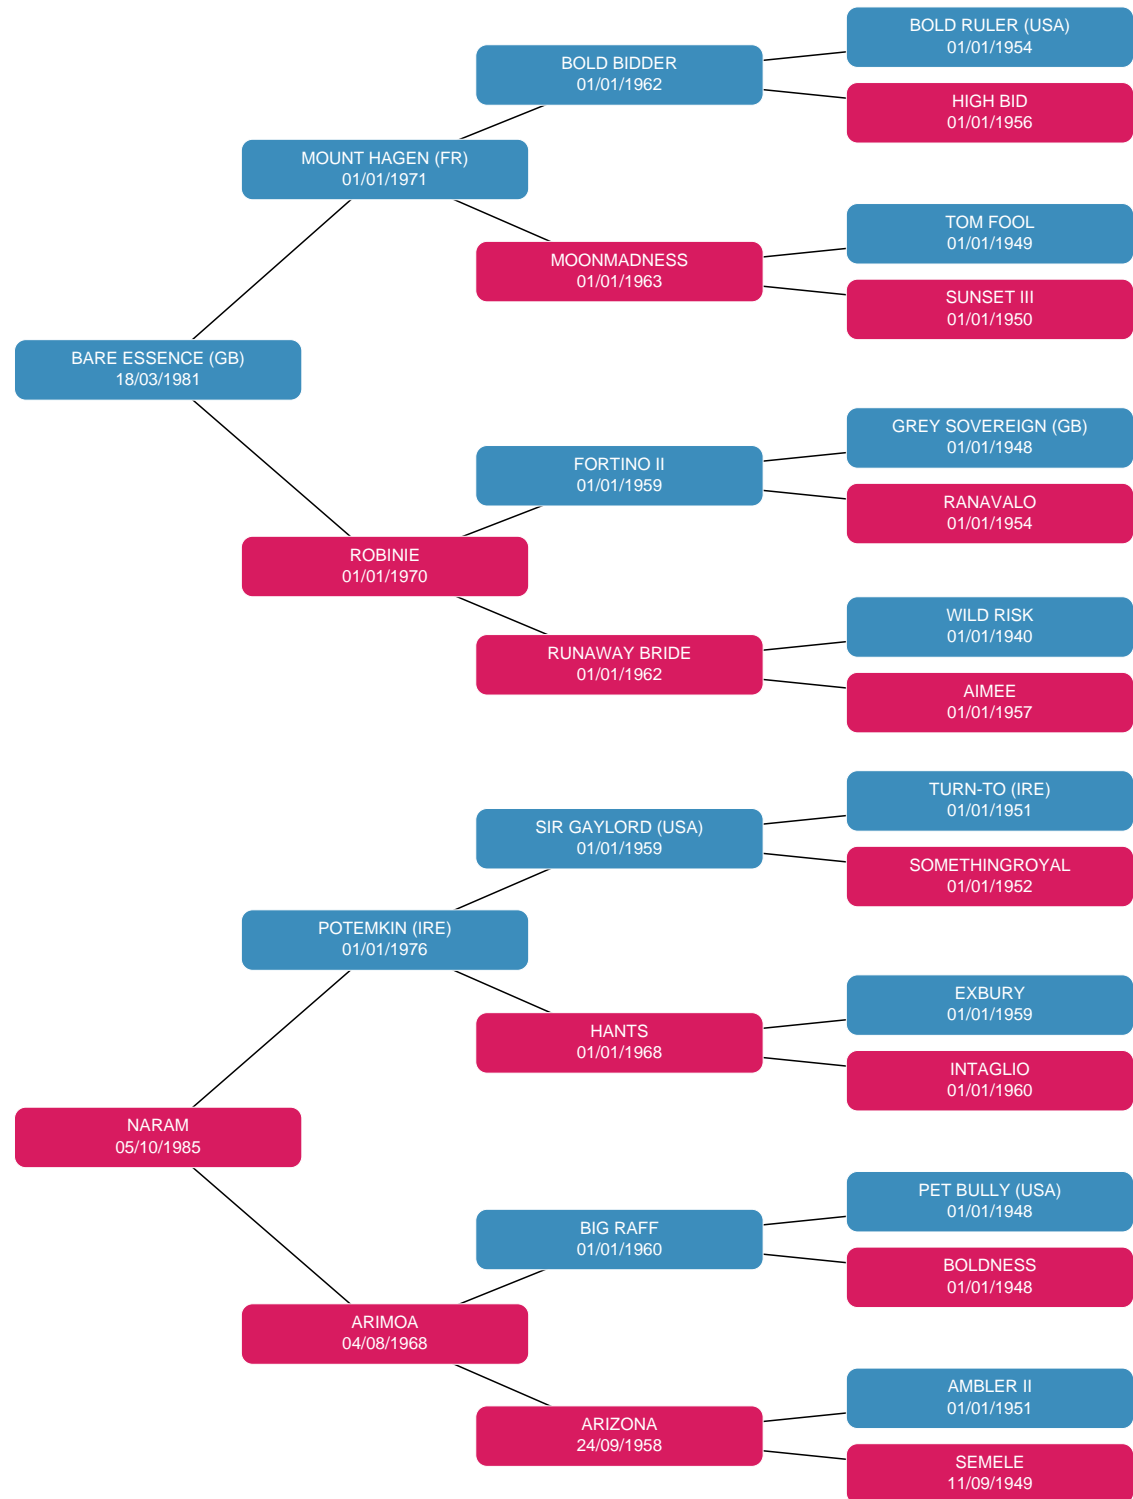 BOLD RULER (USA)
01/01/1954
BOLD BIDDER
01/01/1962
HIGH BID
01/01/1956
MOUNT HAGEN (FR)
01/01/1971
TOM FOOL
01/01/1949
MOONMADNESS
01/01/1963
SUNSET III
01/01/1950
BARE ESSENCE (GB)
18/03/1981
GREY SOVEREIGN (GB)
01/01/1948
FORTINO II
01/01/1959
RANAVALO
01/01/1954
ROBINIE
01/01/1970
WILD RISK
01/01/1940
RUNAWAY BRIDE
01/01/1962
AIMEE
01/01/1957
TURN-TO (IRE)
01/01/1951
SIR GAYLORD (USA)
01/01/1959
SOMETHINGROYAL
01/01/1952
POTEMKIN (IRE)
01/01/1976
EXBURY
01/01/1959
HANTS
01/01/1968
INTAGLIO
01/01/1960
NARAM
05/10/1985
PET BULLY (USA)
01/01/1948
BIG RAFF
01/01/1960
BOLDNESS
01/01/1948
ARIMOA
04/08/1968
AMBLER II
01/01/1951
ARIZONA
24/09/1958
SEMELE
11/09/1949